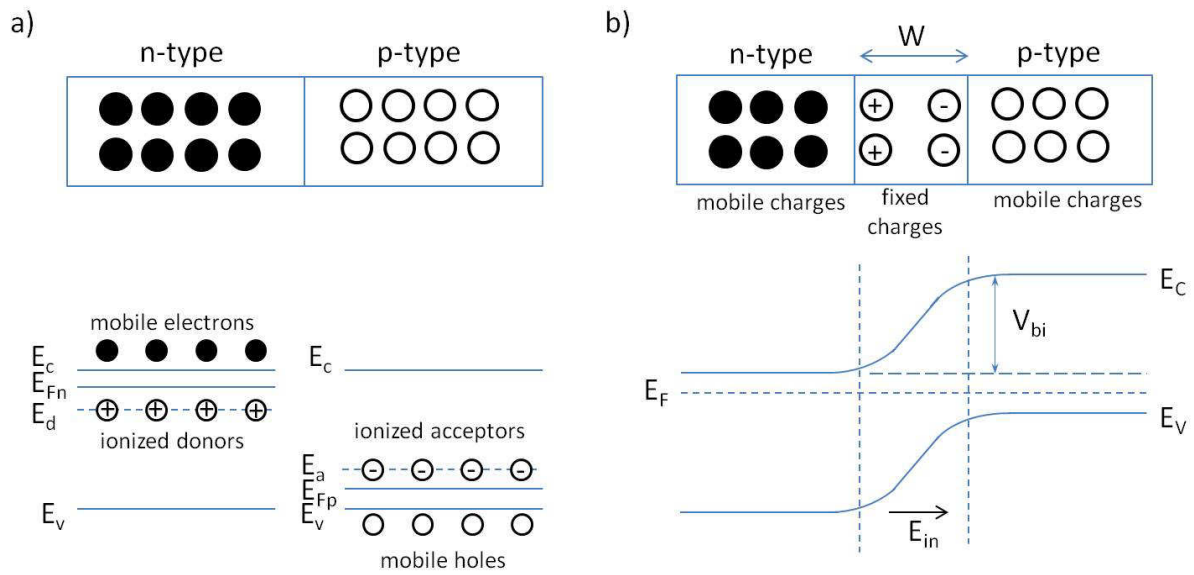 a)
n-type
p-type
mobile electrons
E_c
E_Fn
E_d
+ + + +
ionized donors
E_v
E_c
ionized acceptors
E_a
- - - -
E_Fp
E_v
mobile holes
b)
W
n-type
p-type
+ -
+ -
mobile charges
fixed
charges
mobile charges
E_C
V_bi
E_F
E_V
E_in